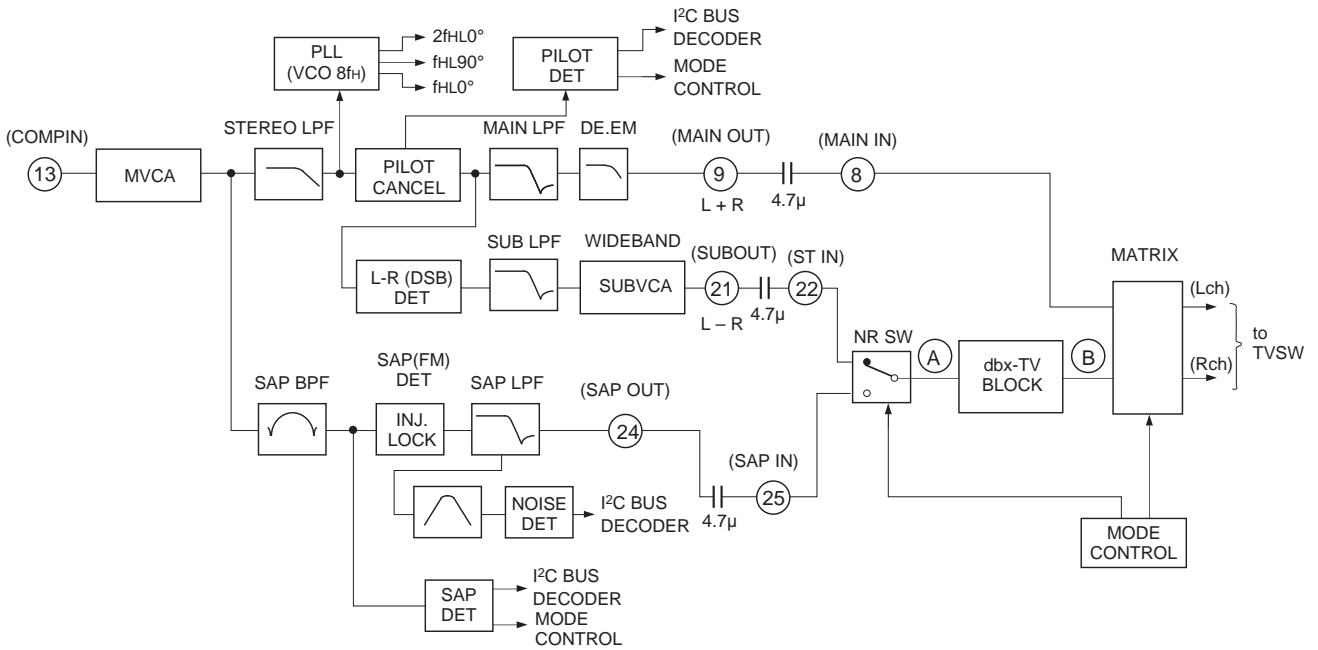 I²C BUS
DECODER
MODE
CONTROL
2fHL0°
fHL90°
fHL0°
PLL
(VCO 8fH)
PILOT
DET
(COMPIN)
STEREO LPF
MAIN LPF
DE.EM
(MAIN OUT)
(MAIN IN)
13
MVCA
PILOT
CANCEL
9
8
L + R
4.7μ
SUB LPF
WIDEBAND
(SUBOUT)
(ST IN)
MATRIX
L-R (DSB)
DET
SUBVCA
21
22
L – R
4.7μ
(Lch)
(Rch)
to
TVSW
NR SW
A
dbx-TV
BLOCK
B
SAP BPF
SAP(FM)
DET
SAP LPF
(SAP OUT)
INJ.
LOCK
24
(SAP IN)
25
4.7μ
NOISE
DET
I²C BUS
DECODER
MODE
CONTROL
SAP
DET
I²C BUS
DECODER
MODE
CONTROL